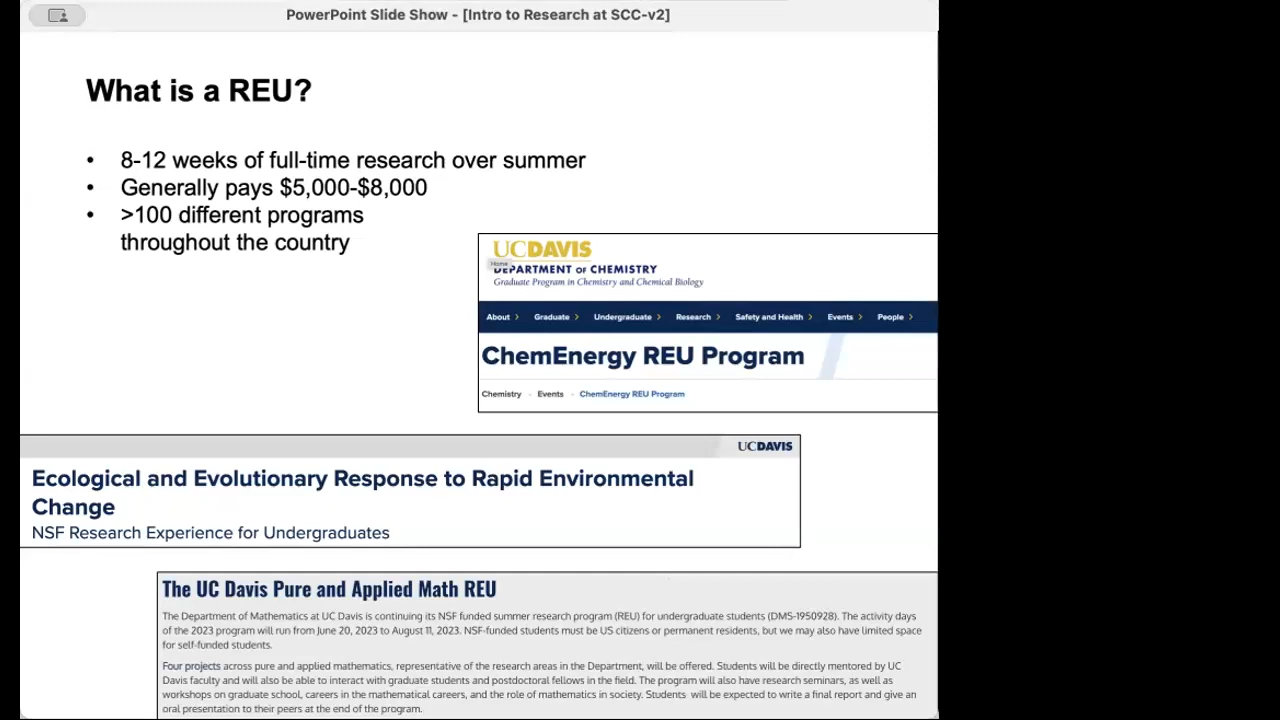 PowerPoint Slide Show - [Intro to Research at SCC-v2]
What is a REU?
• 8-12 weeks of full-time research over summer
• Generally pays $5,000-$8,000
• >100 different programs
throughout the country
UCDAVIS
Home
DEPARTMENT OF CHEMISTRY
Graduate Program in Chemistry and Chemical Biology
About > Graduate > Undergraduate > Research > Safety and Health > Events > People >
ChemEnergy REU Program
Chemistry · Events · ChemEnergy REU Program
UCDAVIS
Ecological and Evolutionary Response to Rapid Environmental
Change
NSF Research Experience for Undergraduates
The UC Davis Pure and Applied Math REU
The Department of Mathematics at UC Davis is continuing its NSF funded summer research program (REU) for undergraduate students (DMS-1950928). The activity days
of the 2023 program will run from June 20, 2023 to August 11, 2023. NSF-funded students must be US citizens or permanent residents, but we may also have limited space
for self-funded students.
Four projects across pure and applied mathematics, representative of the research areas in the Department, will be offered. Students will be directly mentored by UC
Davis faculty and will also be able to interact with graduate students and postdoctoral fellows in the field. The program will also have research seminars, as well as
workshops on graduate school, careers in the mathematical careers, and the role of mathematics in society. Students will be expected to write a final report and give an
oral presentation to their peers at the end of the program.